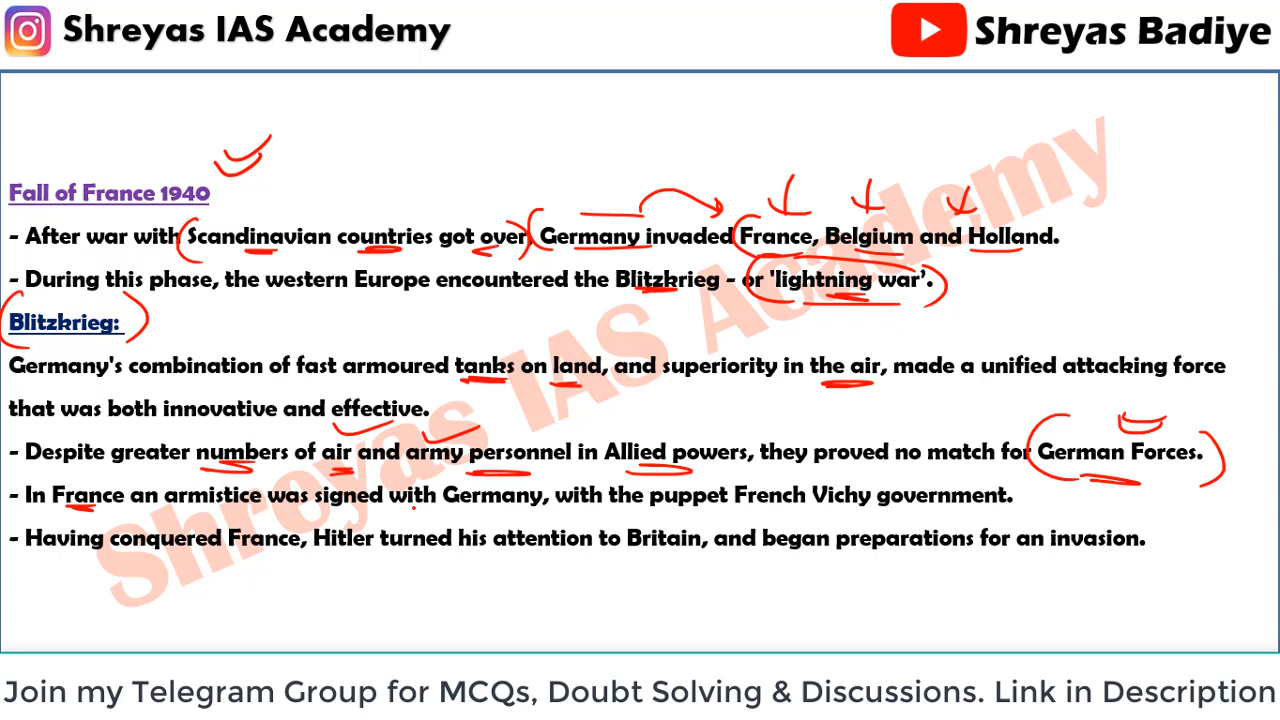 Shreyas IAS Academy
Shreyas Badiye
Fall of France 1940
- After war with Scandinavian countries got over, Germany invaded France, Belgium and Holland.
- During this phase, the western Europe encountered the Blitzkrieg - or 'lightning war'.
Blitzkrieg:
Germany's combination of fast armoured tanks on land, and superiority in the air, made a unified attacking force
that was both innovative and effective.
- Despite greater numbers of air and army personnel in Allied powers, they proved no match for German Forces.
- In France an armistice was signed with Germany, with the puppet French Vichy government.
- Having conquered France, Hitler turned his attention to Britain, and began preparations for an invasion.
Shreyas IAS Academy
Join my Telegram Group for MCQs, Doubt Solving & Discussions. Link in Description